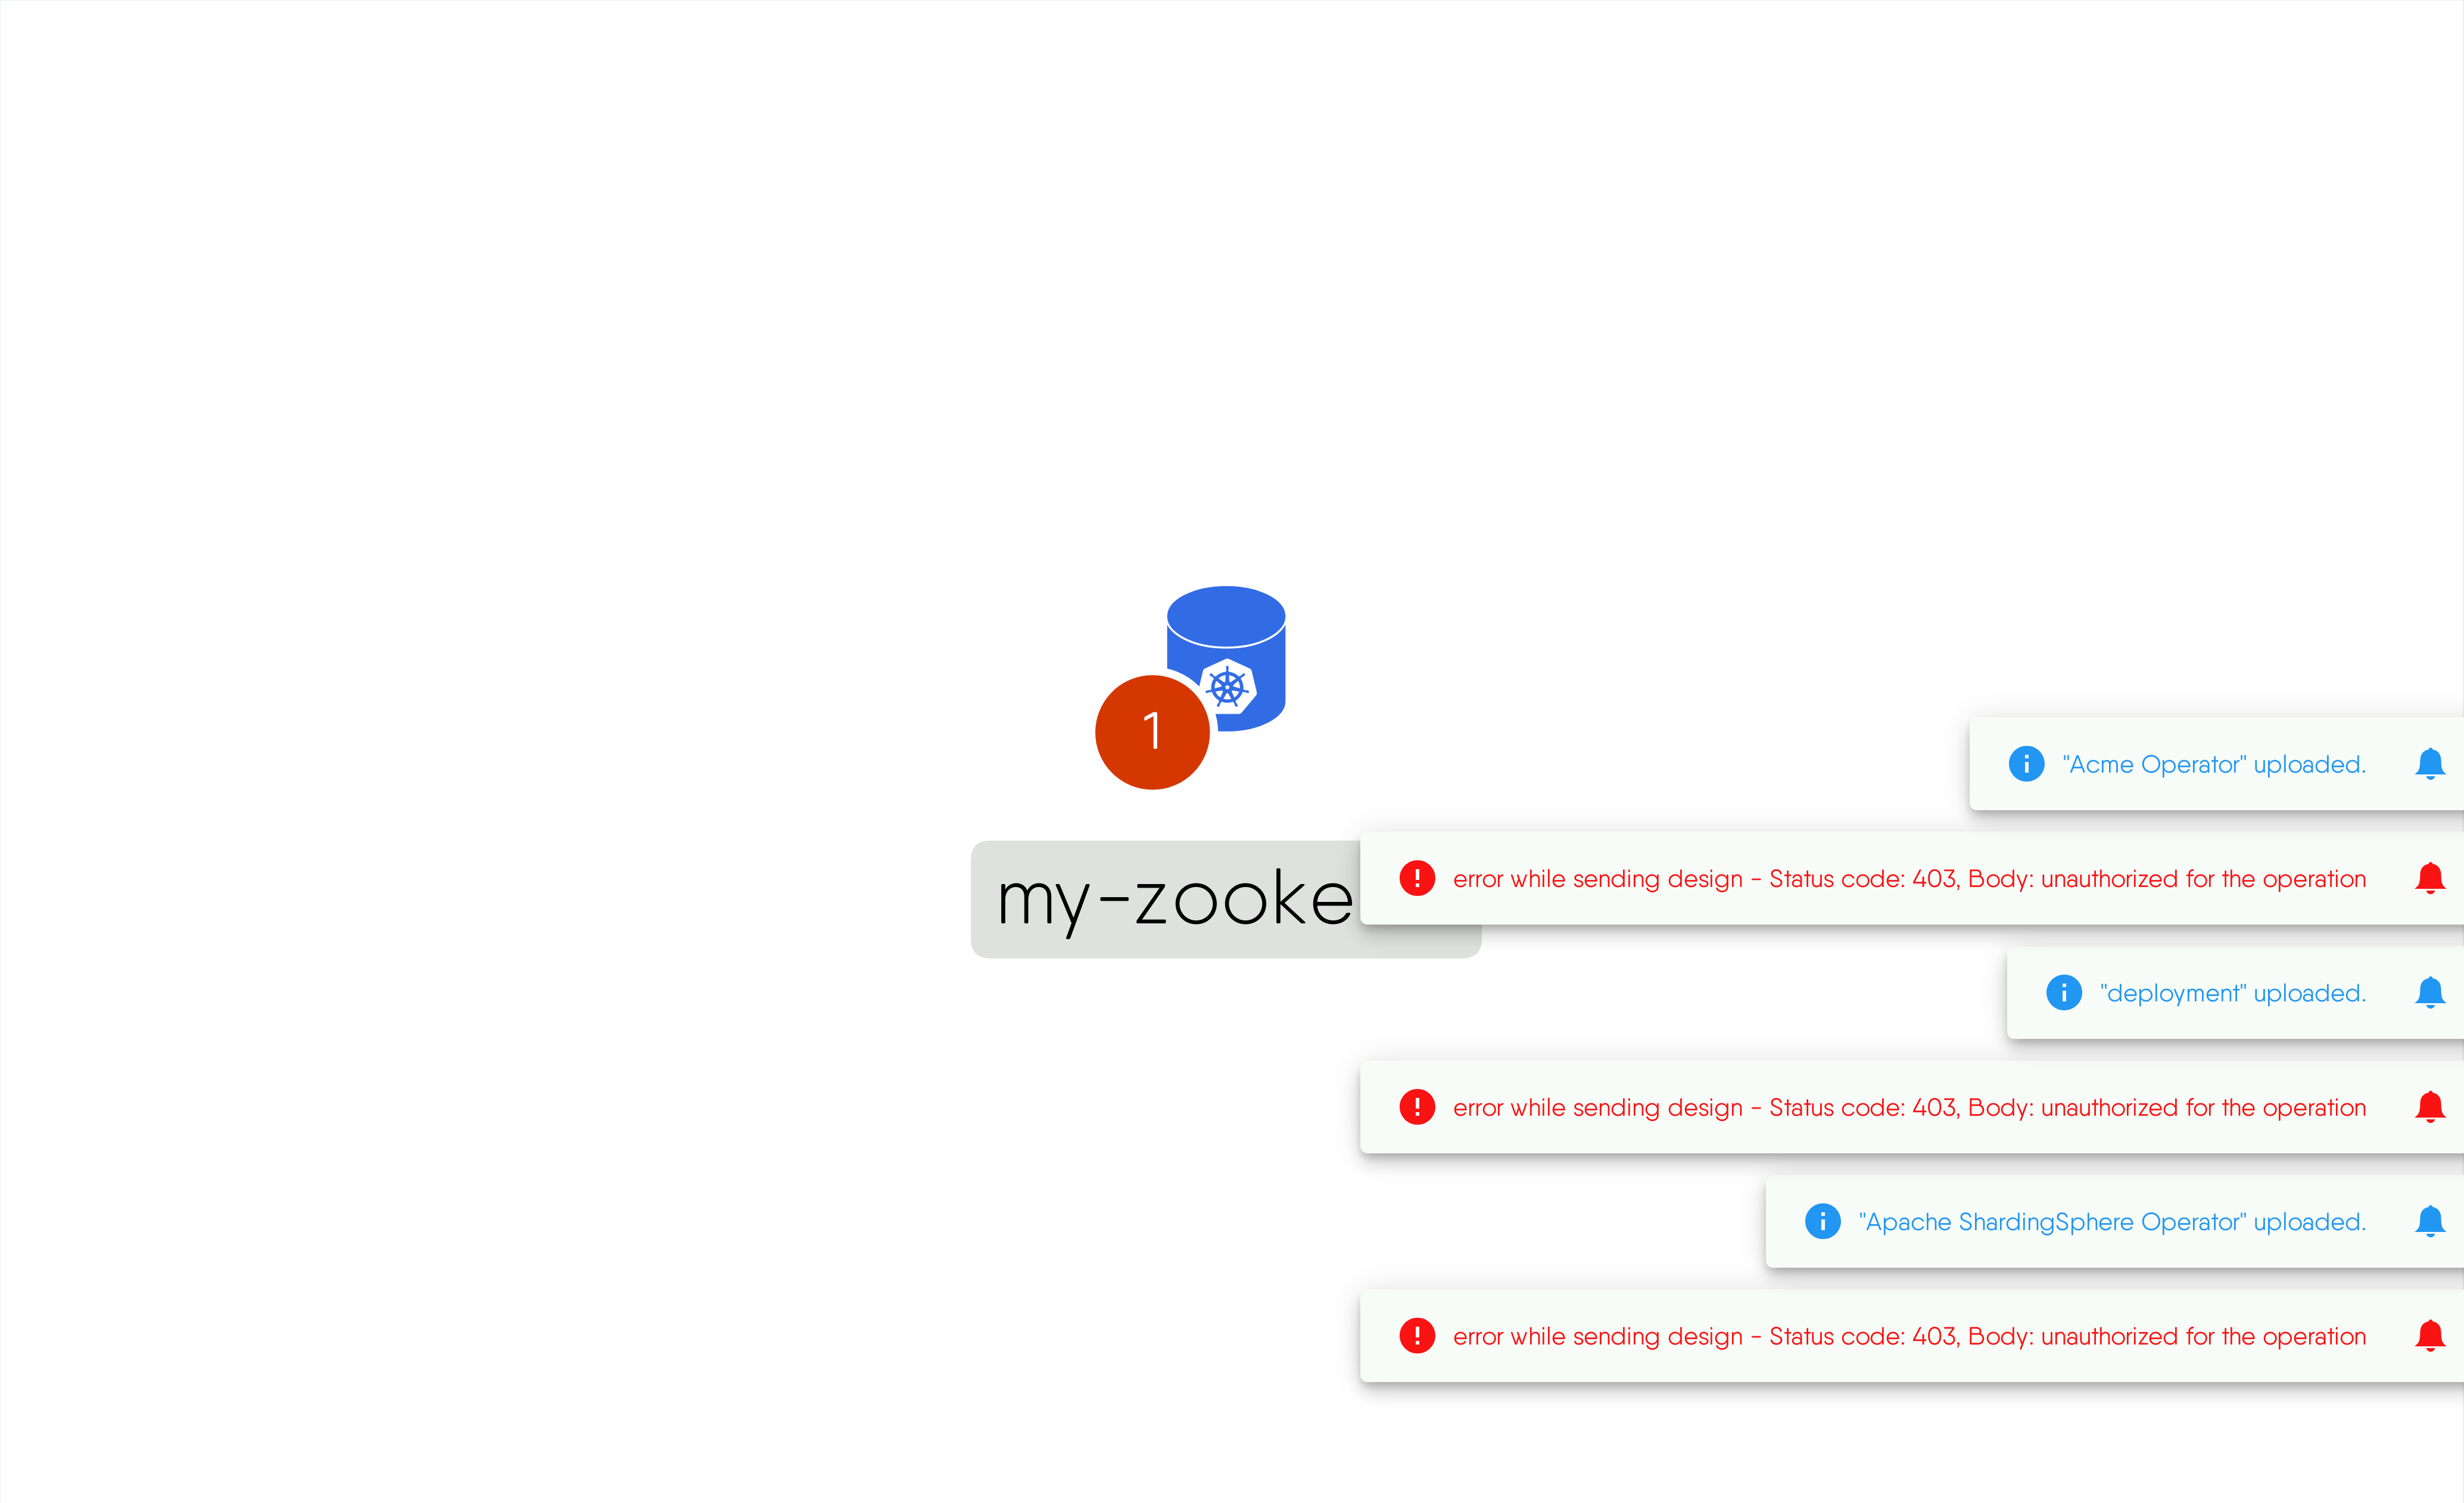 1
my-zooke
"Acme Operator" uploaded.
error while sending design - Status code: 403, Body: unauthorized for the operation
"deployment" uploaded.
error while sending design - Status code: 403, Body: unauthorized for the operation
"Apache ShardingSphere Operator" uploaded.
error while sending design - Status code: 403, Body: unauthorized for the operation